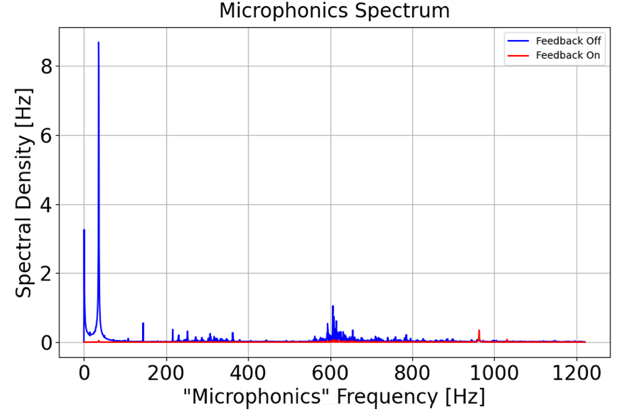 Microphonics Spectrum
Feedback Off
Feedback On
Spectral Density [Hz]
8
6
4
2
0
0 200 400 600 800 1000 1200
"Microphonics" Frequency [Hz]